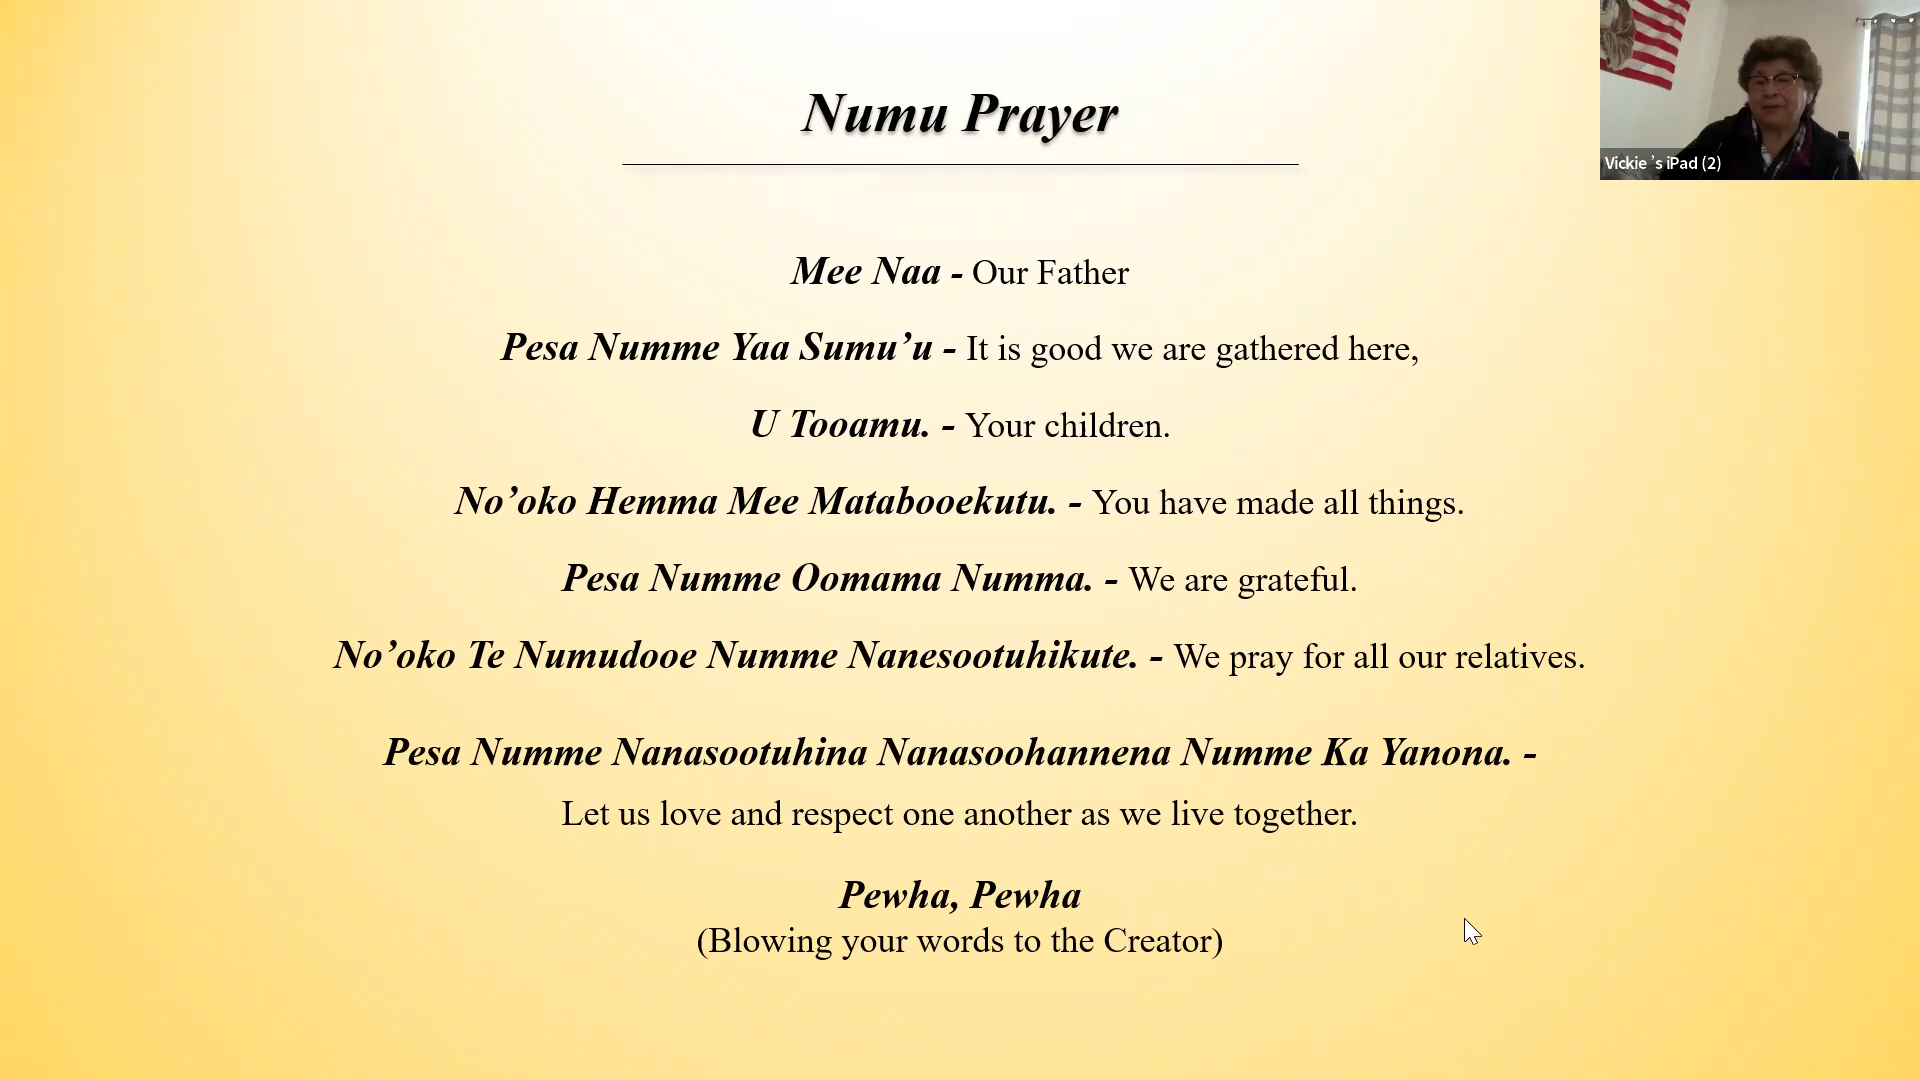 Numu Prayer
Vickie ’s iPad (2)
Mee Naa - Our Father
Pesa Numme Yaa Sumu’u - It is good we are gathered here,
U Tooamu. - Your children.
No’oko Hemma Mee Matabooekutu. - You have made all things.
Pesa Numme Oomama Numma. - We are grateful.
No’oko Te Numudooe Numme Nanesootuhikute. - We pray for all our relatives.
Pesa Numme Nanasootuhina Nanasoohannena Numme Ka Yanona. -
Let us love and respect one another as we live together.
Pewha, Pewha
(Blowing your words to the Creator)